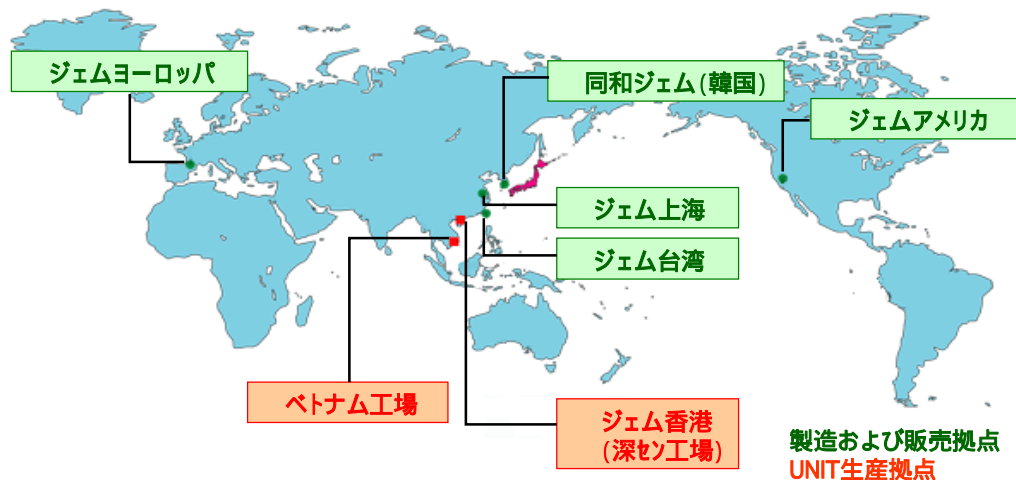 ジェムヨーロッパ
同和ジェム(韓国)
ジェムアメリカ
ジェム上海
ジェム台湾
ベトナム工場
ジェム香港
(深セン工場)
製造および販売拠点
UNIT生産拠点